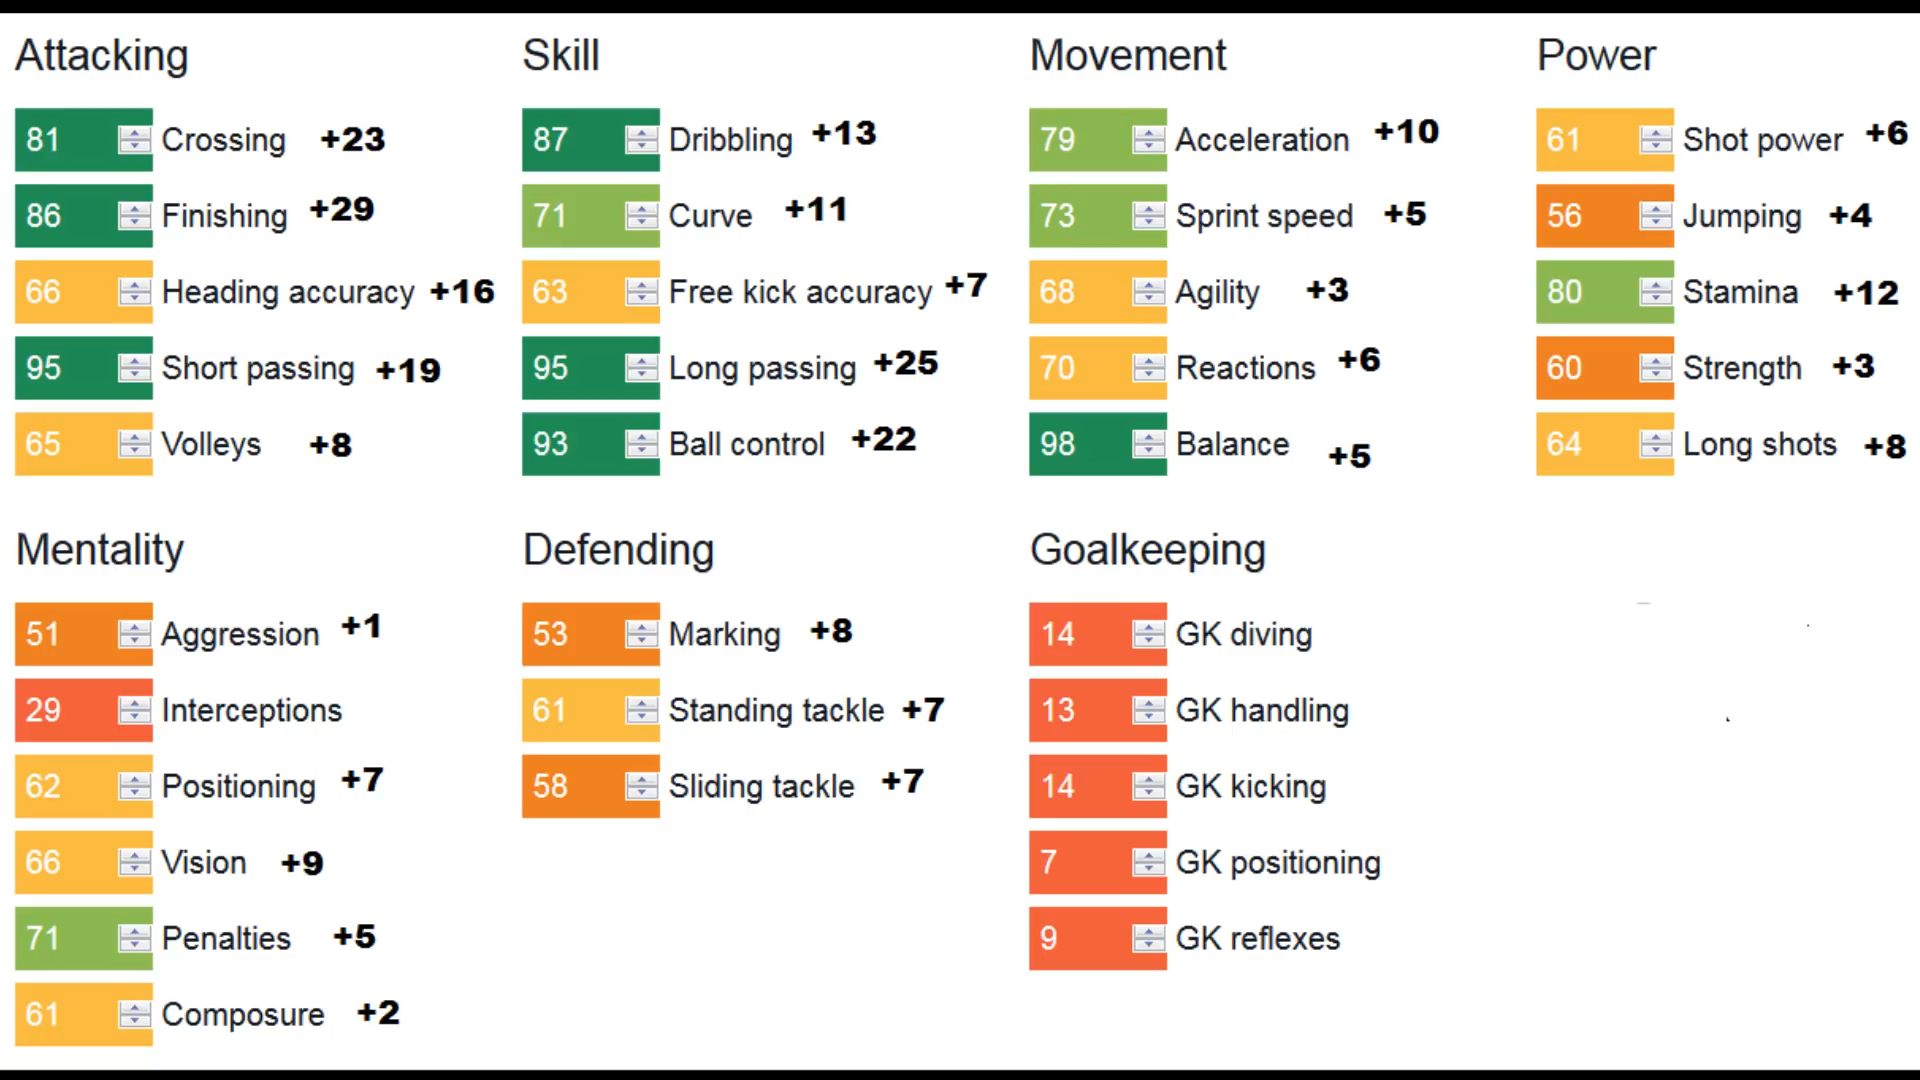 Attacking
81 Crossing +23
86 Finishing +29
66 Heading accuracy +16
95 Short passing +19
65 Volleys +8
Skill
87 Dribbling +13
71 Curve +11
63 Free kick accuracy +7
95 Long passing +25
93 Ball control +22
Movement
79 Acceleration +10
73 Sprint speed +5
68 Agility +3
70 Reactions +6
98 Balance +5
Power
61 Shot power +6
56 Jumping +4
80 Stamina +12
60 Strength +3
64 Long shots +8
Mentality
51 Aggression +1
29 Interceptions
62 Positioning +7
66 Vision +9
71 Penalties +5
61 Composure +2
Defending
53 Marking +8
61 Standing tackle +7
58 Sliding tackle +7
Goalkeeping
14 GK diving
13 GK handling
14 GK kicking
7 GK positioning
9 GK reflexes